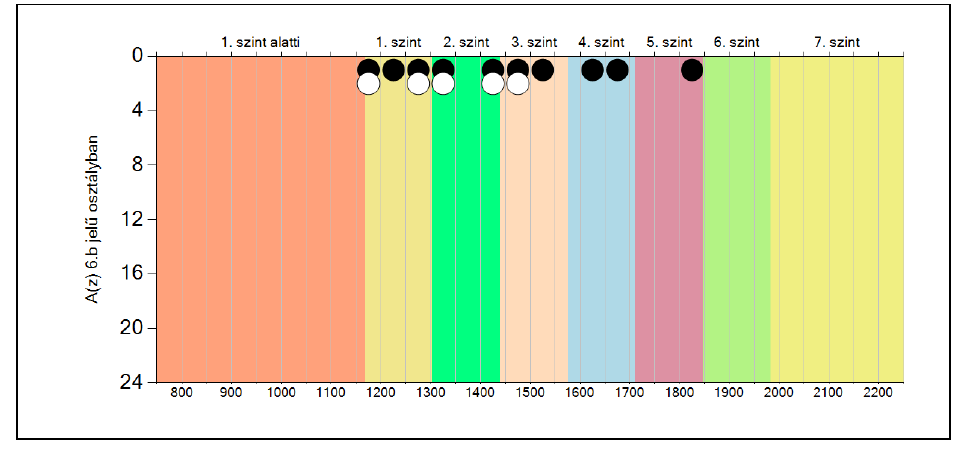 1. szint alatti 1. szint 2. szint 3. szint 4. szint 5. szint 6. szint 7. szint
0
4
8
12
16
20
24
A(z) 6.b jelű osztályban
800 900 1000 1100 1200 1300 1400 1500 1600 1700 1800 1900 2000 2100 2200